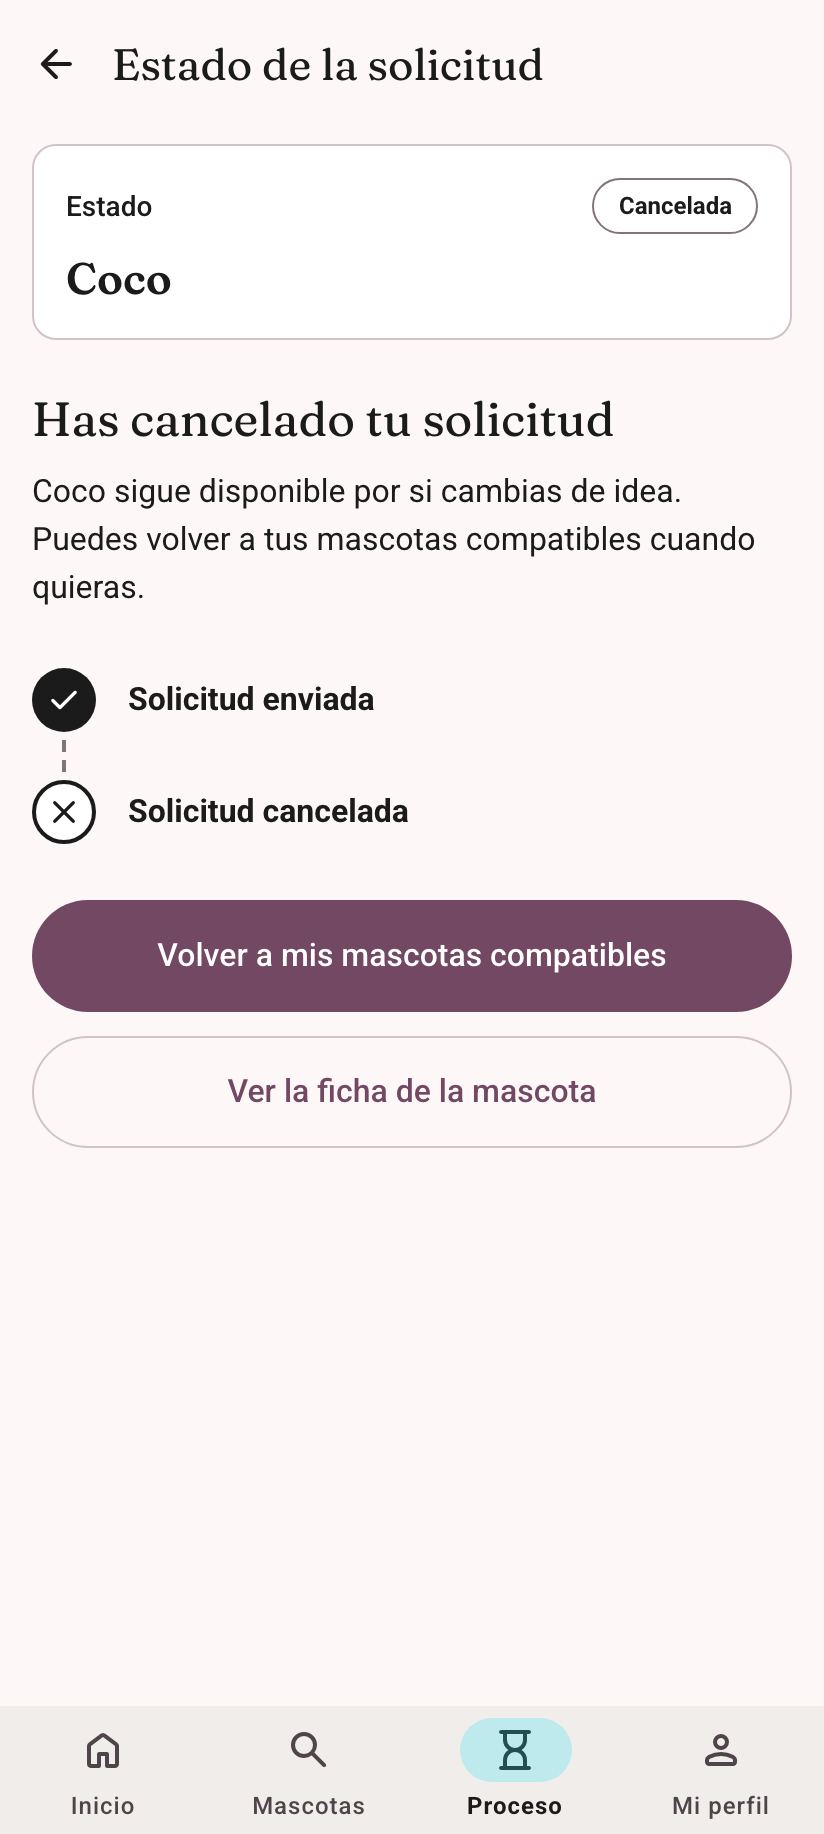 Estado de la solicitud
Estado
Cancelada
Coco
Has cancelado tu solicitud
Coco sigue disponible por si cambias de idea.
Puedes volver a tus mascotas compatibles cuando
quieras.
Solicitud enviada
Solicitud cancelada
Volver a mis mascotas compatibles
Ver la ficha de la mascota
Inicio
Mascotas
Proceso
Mi perfil